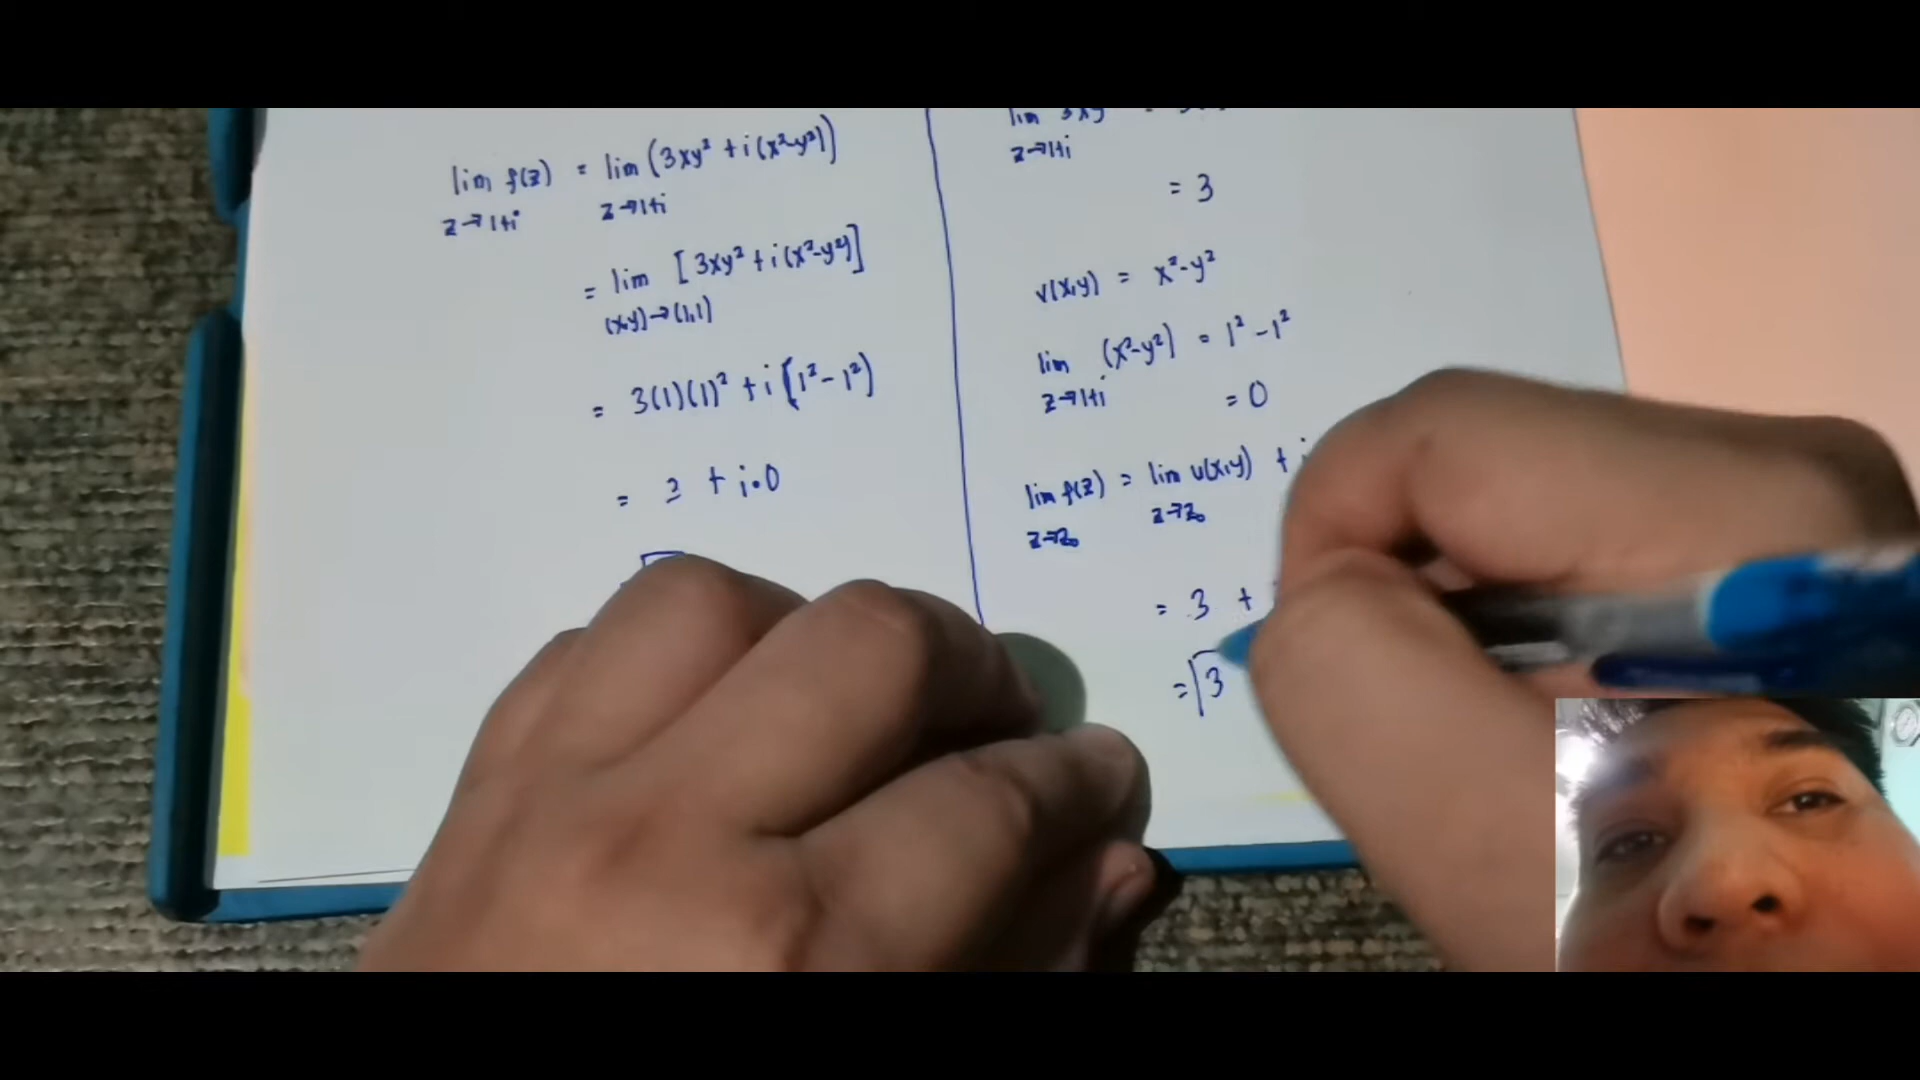 lim f(z) = lim (3xy² + i(x²-y²))
z→1+i z→1+i
= lim [3xy² + i(x²-y²)]
(x,y)→(1,1)
= 3(1)(1)² + i(1² - 1²)
= 3 + i•0
lim 3xy²
z→1+i
= 3
v(x,y) = x²-y²
lim (x²-y²) = 1² - 1²
z→1+i
= 0
lim f(z) = lim u(x,y) + i
z→z₀ z→z₀
= 3 +
= 3